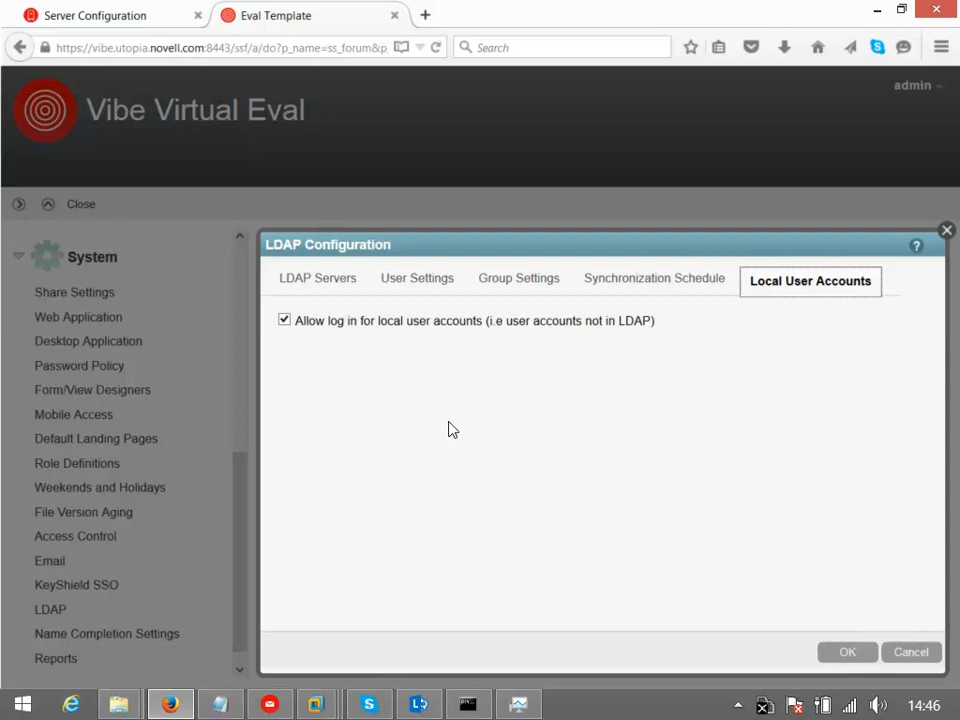 Server Configuration
Eval Template
https://vibe.utopia.novell.com:8443/ssf/a/do?p_name=ss_forum&p_
Search
admin
Vibe Virtual Eval
Close
System
Share Settings
Web Application
Desktop Application
Password Policy
Form/View Designers
Mobile Access
Default Landing Pages
Role Definitions
Weekends and Holidays
File Version Aging
Access Control
Email
KeyShield SSO
LDAP
Name Completion Settings
Reports
LDAP Configuration
?
LDAP Servers User Settings Group Settings Synchronization Schedule Local User Accounts
Allow log in for local user accounts (i.e user accounts not in LDAP)
OK Cancel
14:46